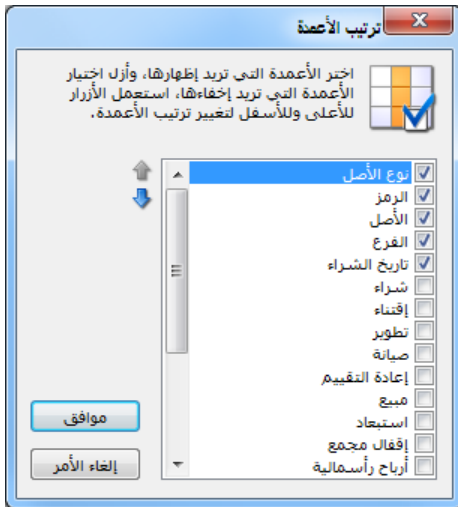 ترتيب الأعمدة
اختر الأعمدة التي تريد إظهارها، وأزل اختيار
الأعمدة التي تريد إخفاءها، استعمل الأزرار
للأعلى وللأسفل لتغيير ترتيب الأعمدة.
نوع الأصل
الرمز
الأصل
الفرع
تاريخ الشراء
شراء
إقتناء
تطوير
صيانة
إعادة التقييم
مبيع
استبعاد
إقفال مجمع
أرباح رأسمالية
موافق
إلغاء الأمر